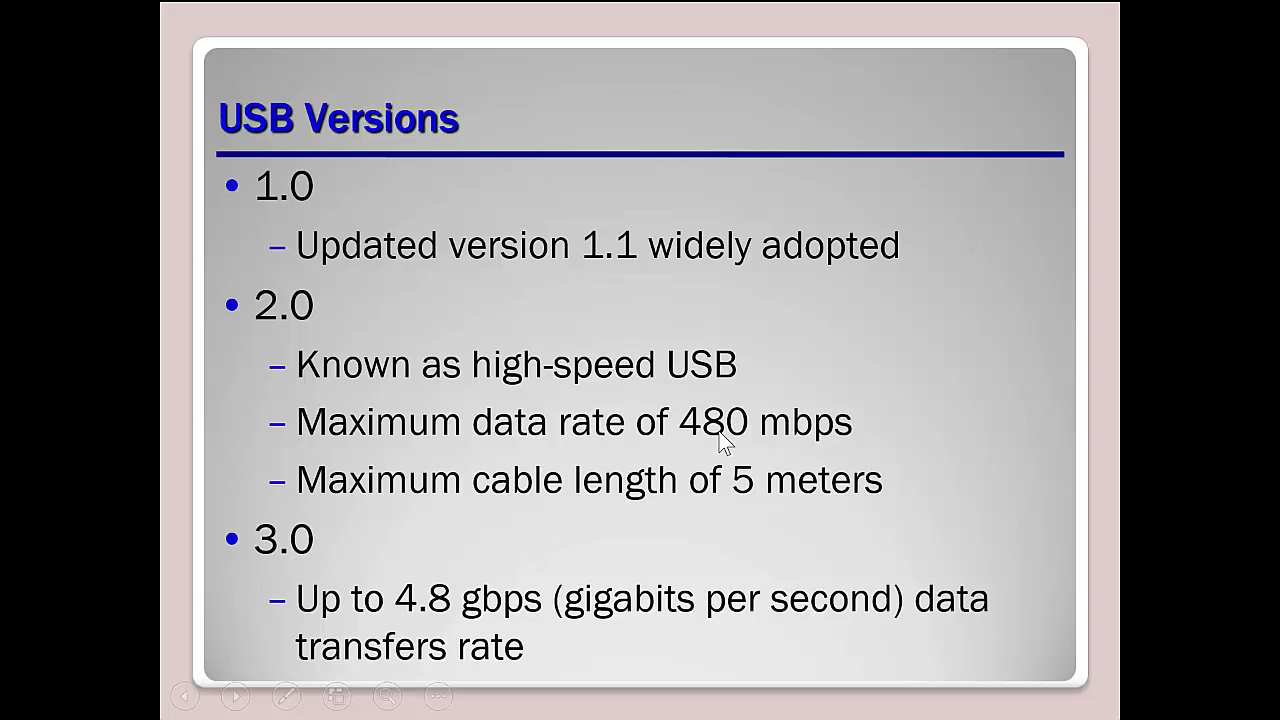 USB Versions
• 1.0
– Updated version 1.1 widely adopted
• 2.0
– Known as high-speed USB
– Maximum data rate of 480 mbps
– Maximum cable length of 5 meters
• 3.0
– Up to 4.8 gbps (gigabits per second) data
transfers rate